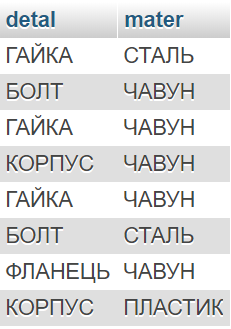 detal mater
ГАЙКА СТАЛЬ
БОЛТ ЧАВУН
ГАЙКА ЧАВУН
КОРПУС ЧАВУН
ГАЙКА ЧАВУН
БОЛТ СТАЛЬ
ФЛАНЕЦЬ ЧАВУН
КОРПУС ПЛАСТИК